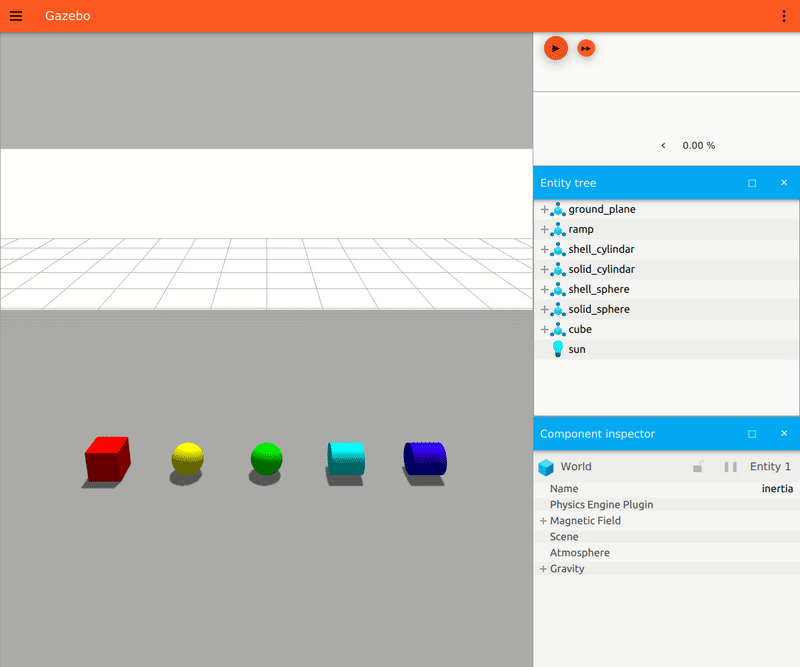 Gazebo
0.00 %
Entity tree
ground_plane
ramp
shell_cylindar
solid_cylindar
shell_sphere
solid_sphere
cube
sun
Component inspector
World Entity 1
Name inertia
Physics Engine Plugin
Magnetic Field
Scene
Atmosphere
Gravity